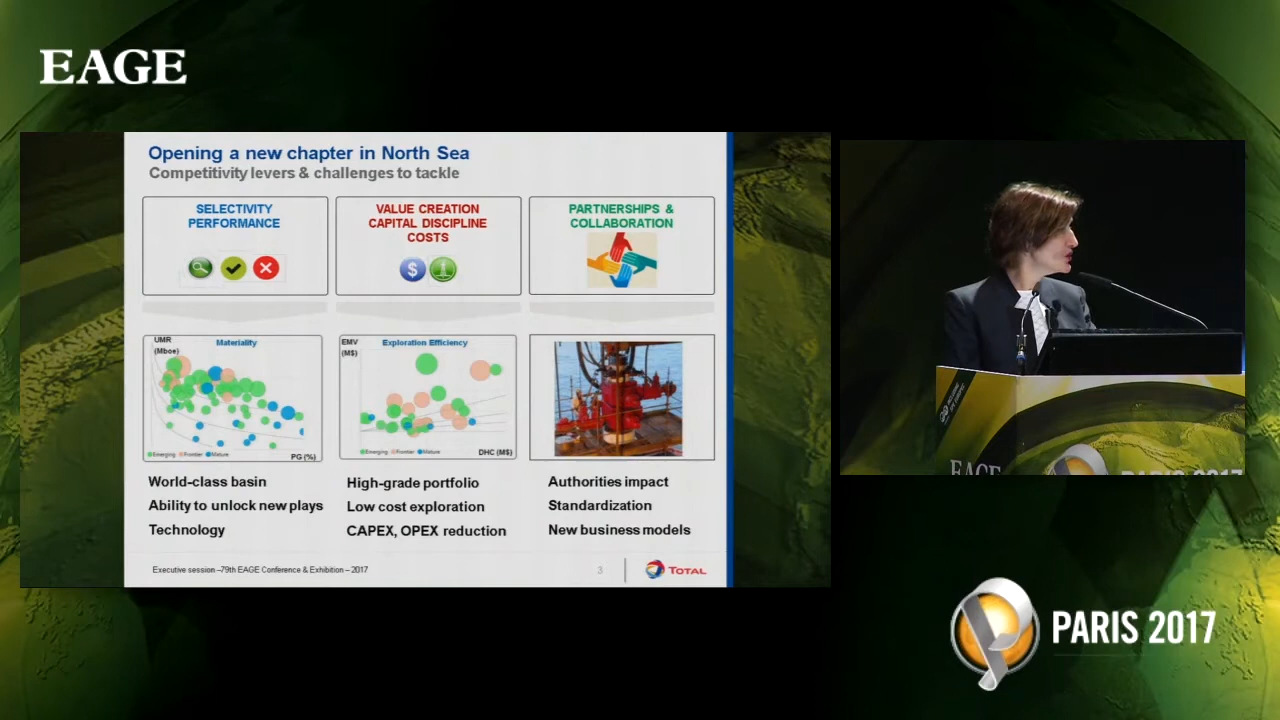 EAGE
Opening a new chapter in North Sea
Competitivity levers & challenges to tackle
SELECTIVITY
PERFORMANCE
VALUE CREATION
CAPITAL DISCIPLINE
COSTS
$
PARTNERSHIPS &
COLLABORATION
UMR
(Mboe)
Materiality
Emerging Frontier Mature
PG (%)
EMV
(M$)
Exploration Efficiency
Emerging Frontier Mature
DHC (M$)
World-class basin
Ability to unlock new plays
Technology
High-grade portfolio
Low cost exploration
CAPEX, OPEX reduction
Authorities impact
Standardization
New business models
Executive session –79th EAGE Conference & Exhibition – 2017
3
TOTAL
EAGE
PARIS 2017
PARIS 2017